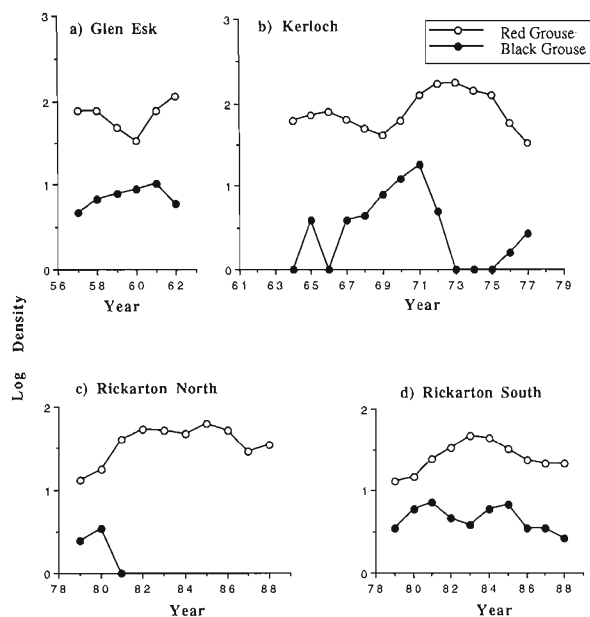 a) Glen Esk
b) Kerloch
Red Grouse
Black Grouse
3
2
1
0
56 58 60 62
Year
3
2
1
0
61 63 65 67 69 71 73 75 77 79
Year
Log Density
c) Rickarton North
d) Rickarton South
2
1
0
78 80 82 84 86 88
Year
2
1
0
78 80 82 84 86 88
Year